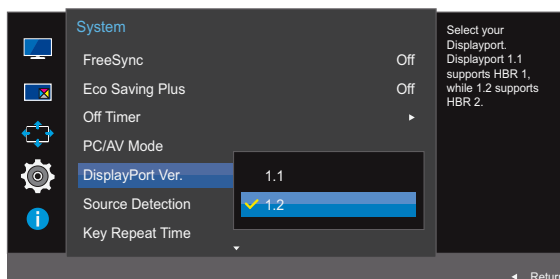 System
FreeSync Off
Eco Saving Plus Off
Off Timer
PC/AV Mode
DisplayPort Ver. 1.1
1.2
Source Detection
Key Repeat Time
Select your
Displayport.
Displayport 1.1
supports HBR 1,
while 1.2 supports
HBR 2.
Return